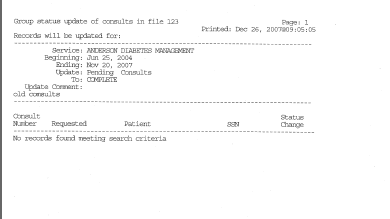 Group status update of consults in file 123 Page: 1
Printed: Dec 26, 2007@09:05:05
Records will be updated for:
Service: ANDERSON DIABETES MANAGEMENT
Beginning: Jun 25, 2004
Ending: Nov 20, 2007
Update: Pending Consults
To: COMPLETE
Update Comment:
old comsults
Consult Status
Number Requested Patient SSN Change
No records found meeting search criteria